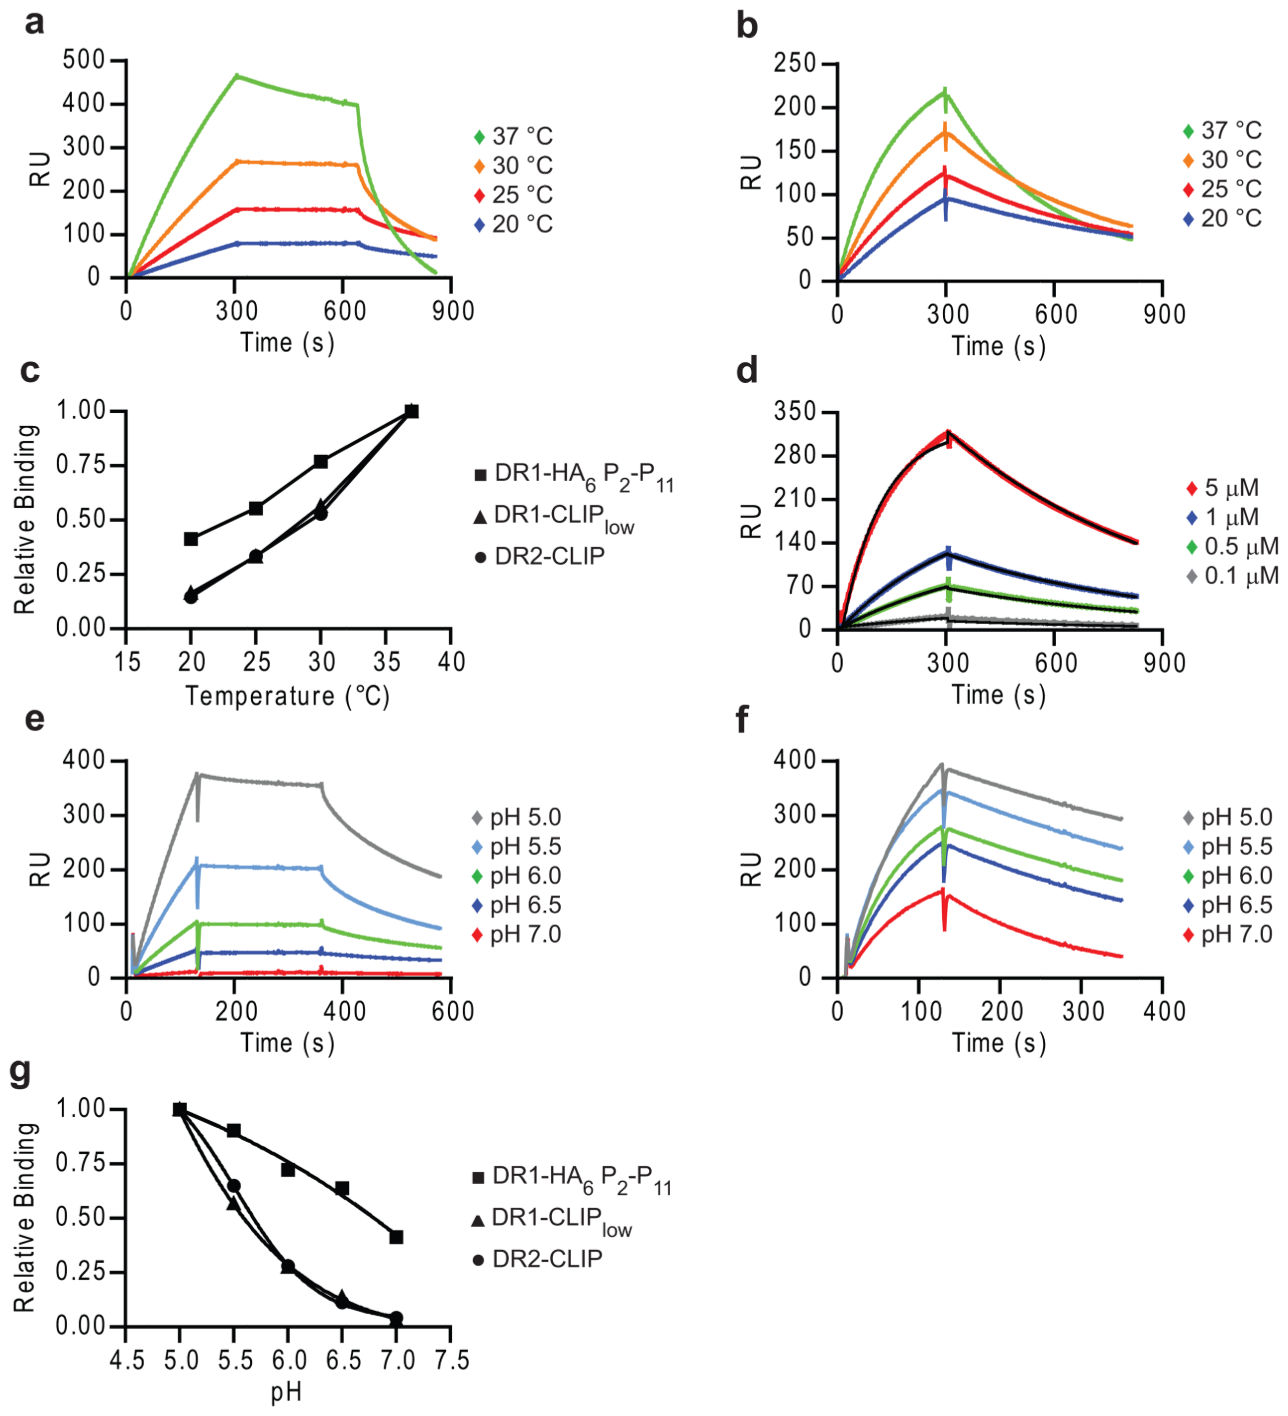 a
500
400
300
200
100
0
RU
0 300 600 900
Time (s)
37 °C
30 °C
25 °C
20 °C
b
250
200
150
100
50
0
RU
0 300 600 900
Time (s)
37 °C
30 °C
25 °C
20 °C
c
1.00
0.75
0.50
0.25
0.00
Relative Binding
15 20 25 30 35 40
Temperature (°C)
DR1-HA6 P2-P11
DR1-CLIPlow
DR2-CLIP
d
350
280
210
140
70
0
RU
0 300 600 900
Time (s)
5 µM
1 µM
0.5 µM
0.1 µM
e
400
300
200
100
0
RU
0 200 400 600
Time (s)
pH 5.0
pH 5.5
pH 6.0
pH 6.5
pH 7.0
f
400
300
200
100
0
RU
0 100 200 300 400
Time (s)
pH 5.0
pH 5.5
pH 6.0
pH 6.5
pH 7.0
g
1.00
0.75
0.50
0.25
0.00
Relative Binding
4.5 5.0 5.5 6.0 6.5 7.0 7.5
pH
DR1-HA6 P2-P11
DR1-CLIPlow
DR2-CLIP